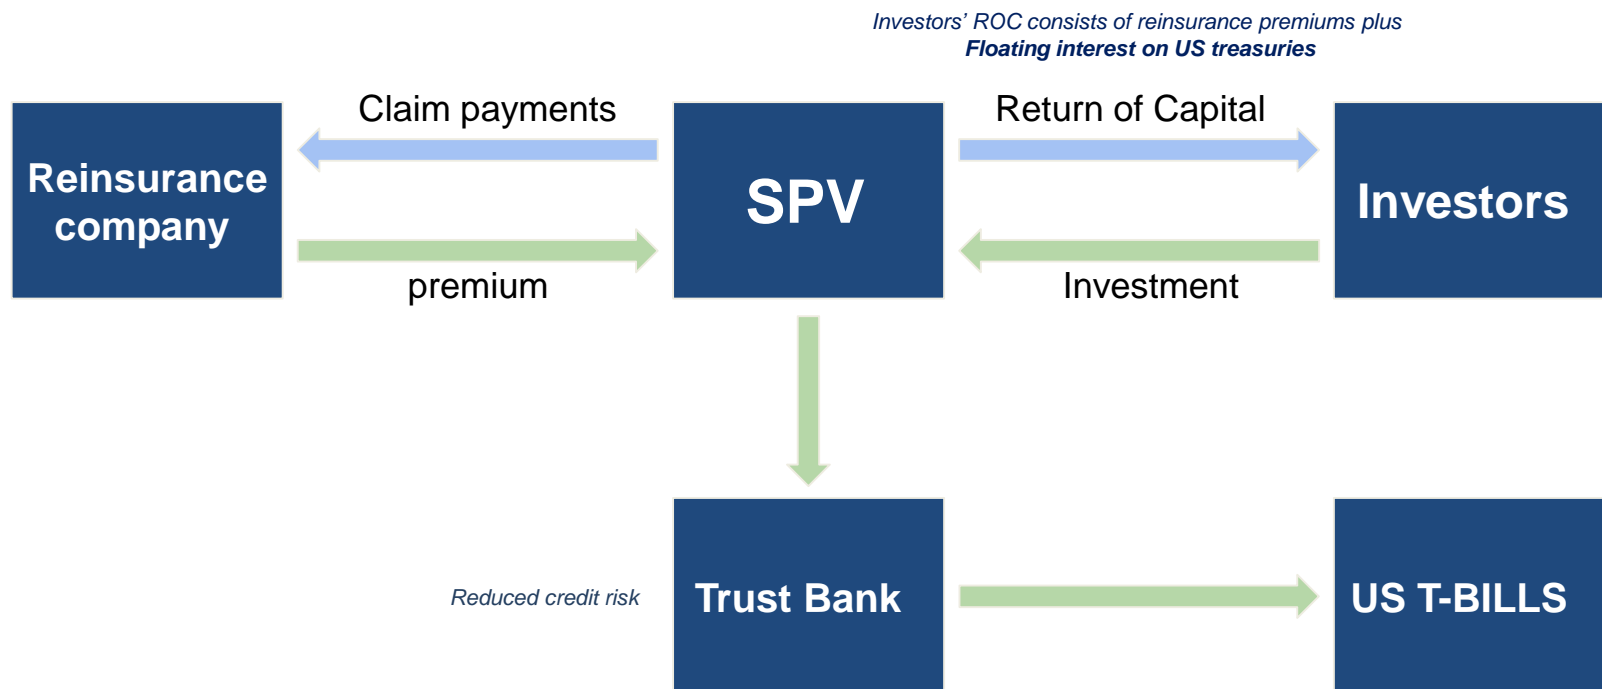 Investors' ROC consists of reinsurance premiums plus
Floating interest on US treasuries
Claim payments
Return of Capital
Reinsurance
company
SPV
Investors
premium
Investment
Reduced credit risk
Trust Bank
US T-BILLS